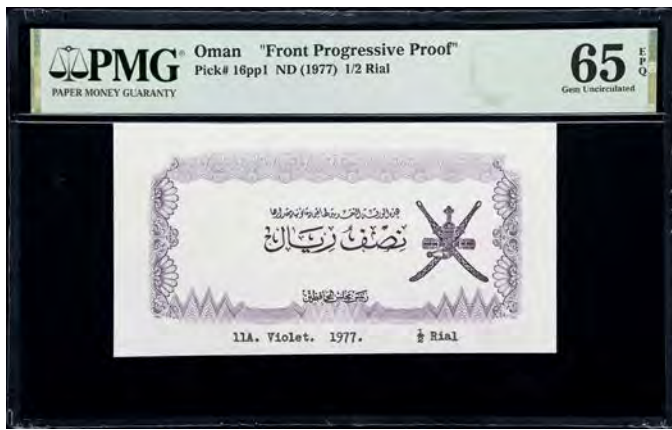 PMG
PAPER MONEY GUARANTY
Oman "Front Progressive Proof"
Pick# 16pp1 ND (1977) 1/2 Rial
65 EPQ
Gem Uncirculated
نصف ريال
11A. Violet. 1977. ½ Rial